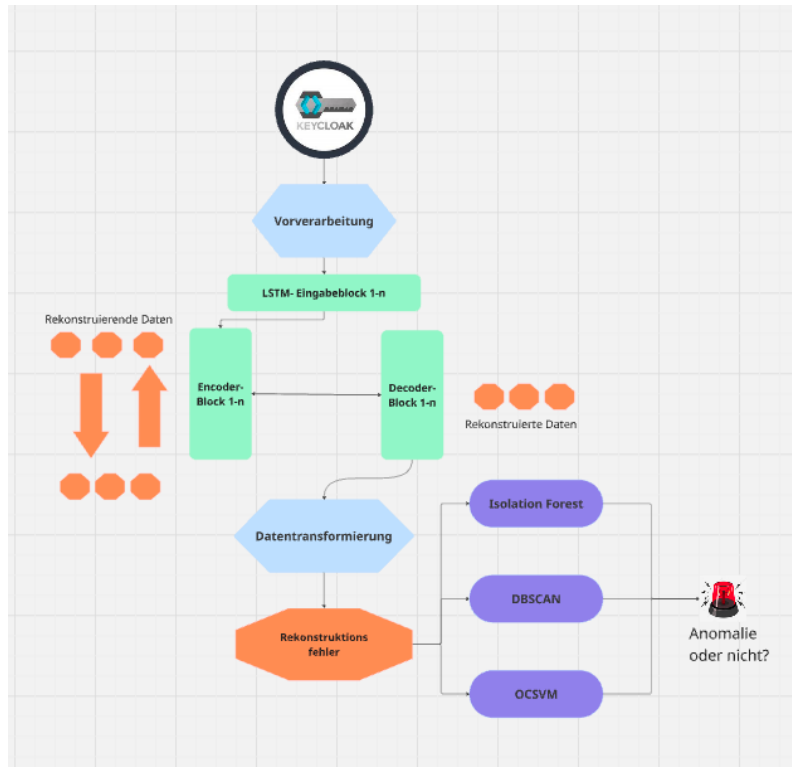 KEYCLOAK
Vorverarbeitung
LSTM- Eingabeblock 1-n
Rekonstruierende Daten
Encoder-
Block 1-n
Decoder-
Block 1-n
Rekonstruierte Daten
Datentransformierung
Isolation Forest
Rekonstruktions
fehler
DBSCAN
OCSVM
Anomalie
oder nicht?